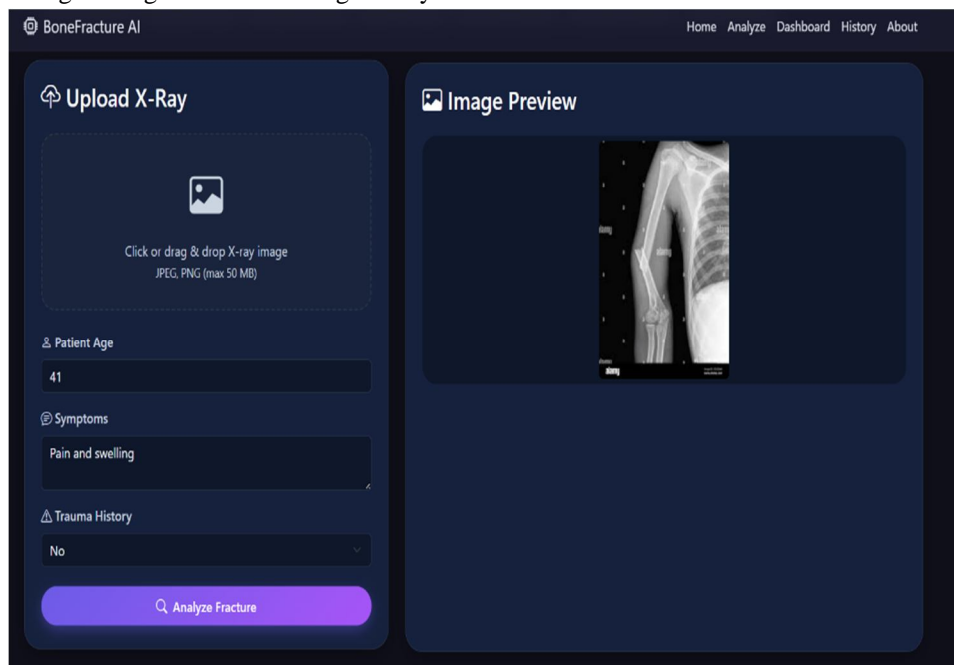 BoneFracture AI
Home Analyze Dashboard History About
Upload X-Ray
Click or drag & drop X-ray image
JPEG, PNG (max 50 MB)
Patient Age
41
Symptoms
Pain and swelling
Trauma History
No
Analyze Fracture
Image Preview
alamy
alamy